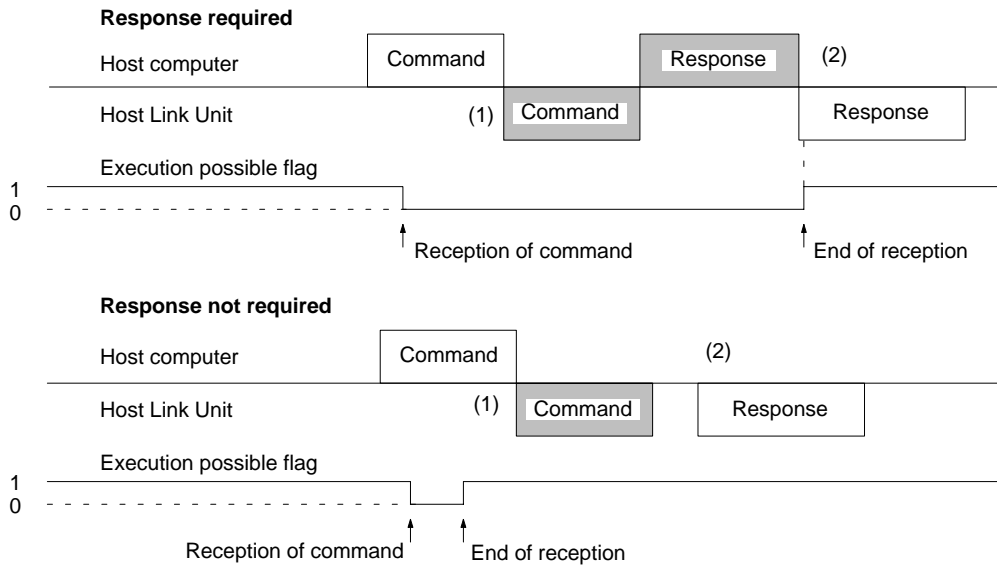 Response required
Host computer
Command
Response
(2)
Host Link Unit
(1)
Command
Response
Execution possible flag
1
0
Reception of command
End of reception
Response not required
Host computer
Command
(2)
Host Link Unit
(1)
Command
Response
Execution possible flag
1
0
Reception of command
End of reception